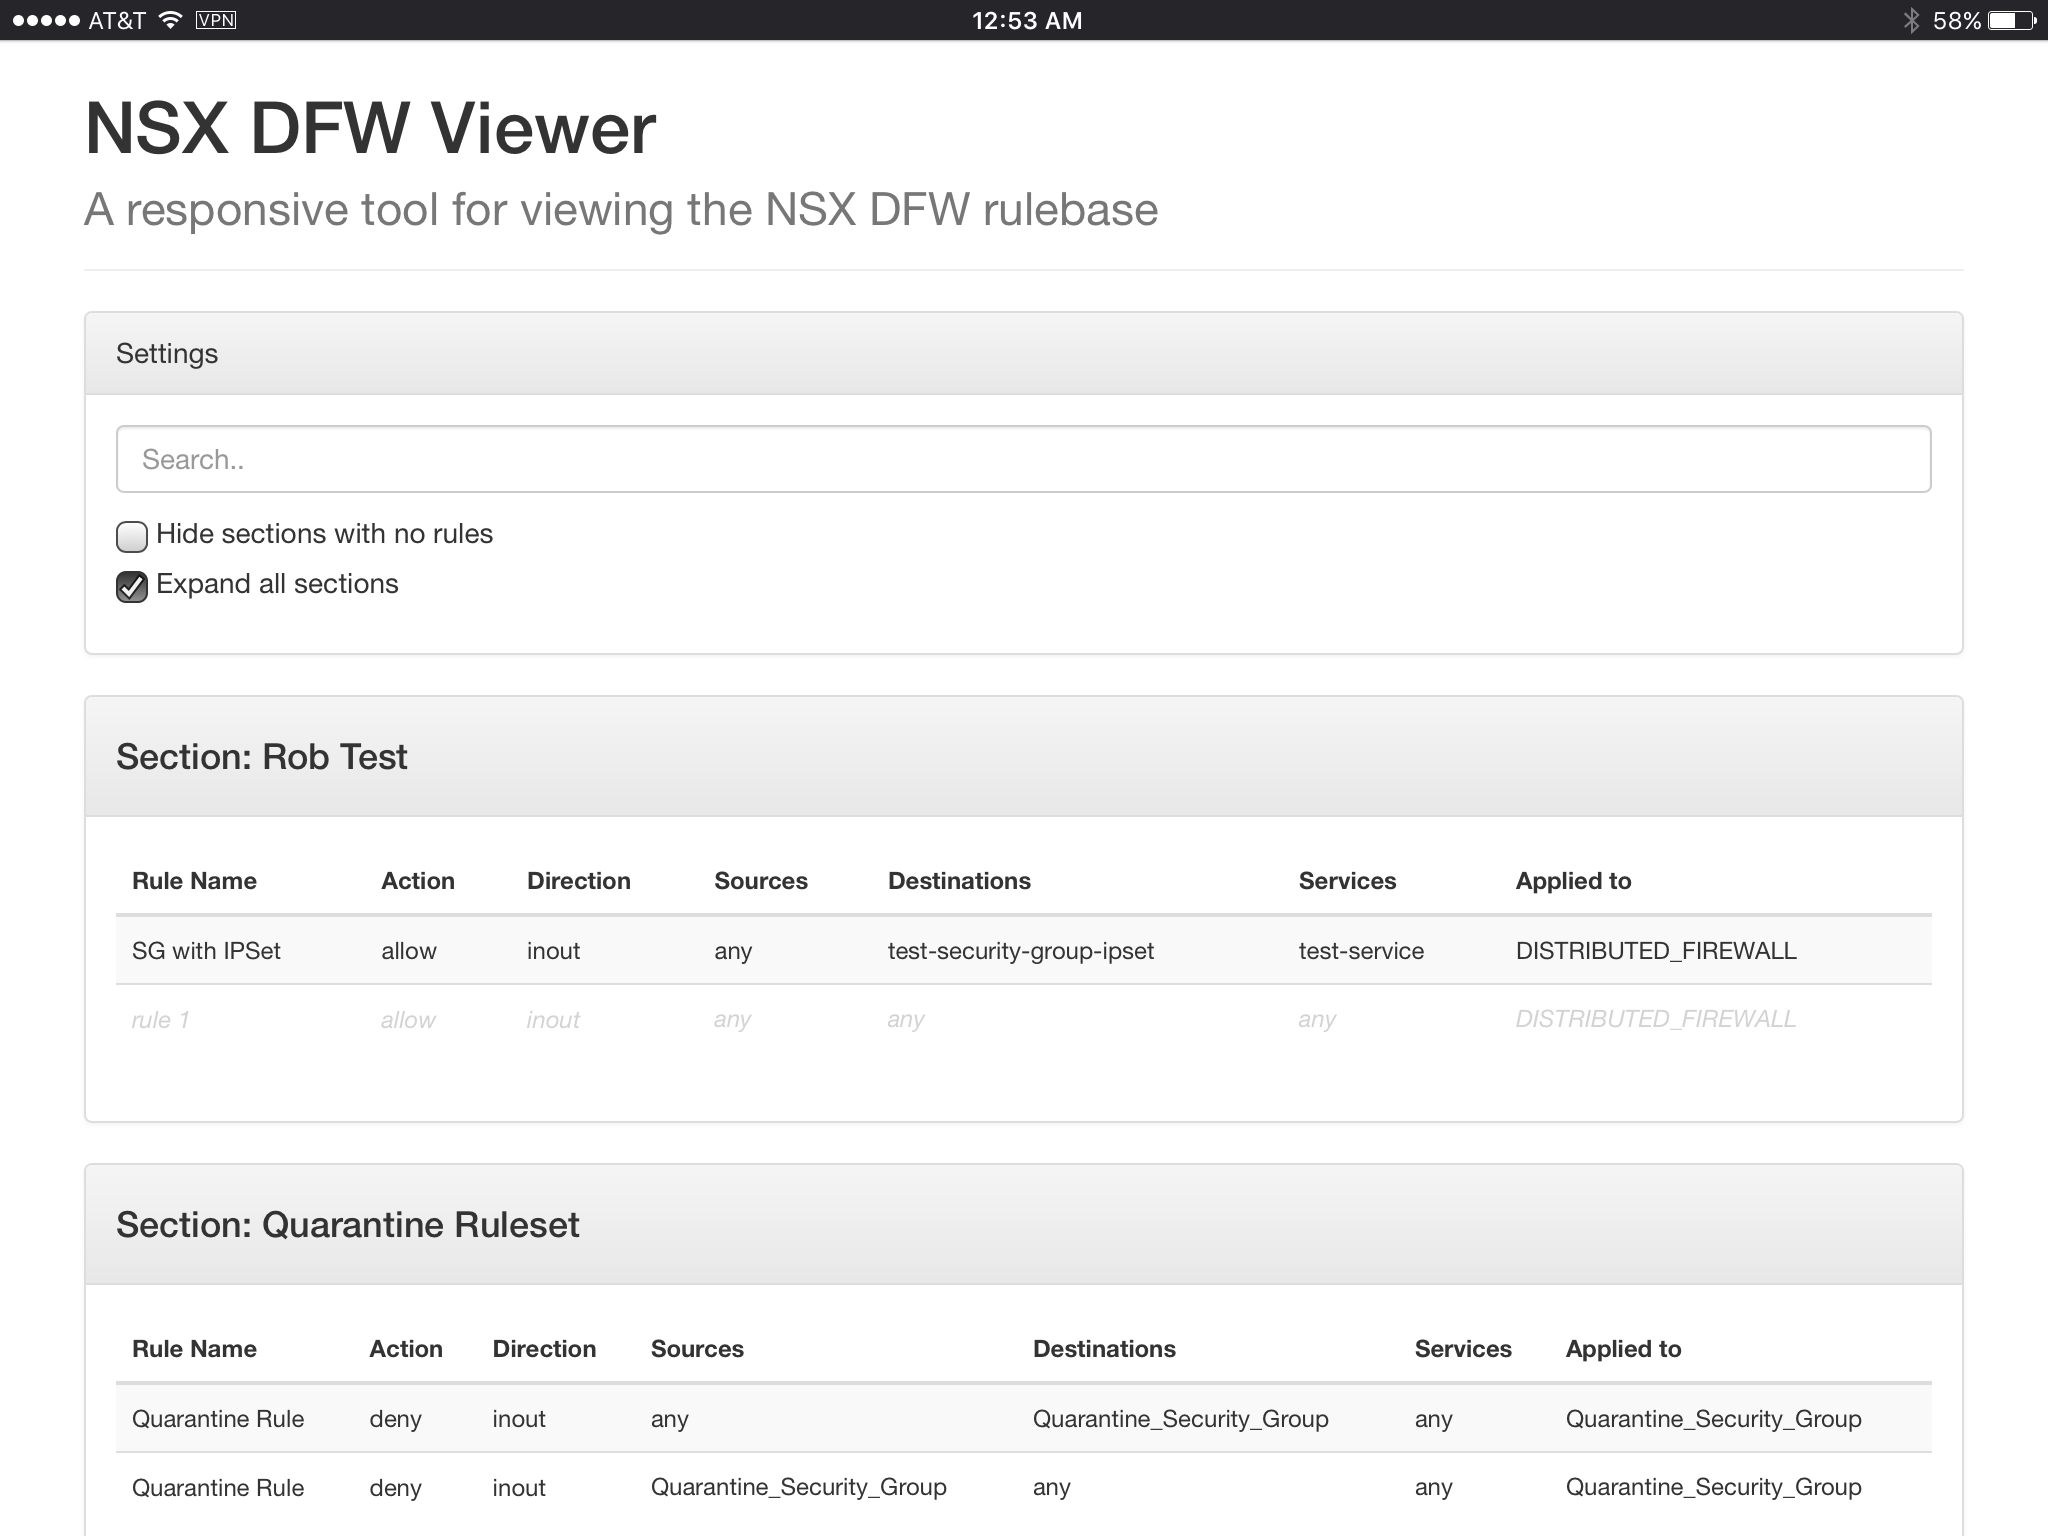 AT&T VPN 12:53 AM 58%
NSX DFW Viewer
A responsive tool for viewing the NSX DFW rulebase
Settings
Search..
Hide sections with no rules
Expand all sections
Section: Rob Test
Rule Name Action Direction Sources Destinations Services Applied to
SG with IPSet allow inout any test-security-group-ipset test-service DISTRIBUTED_FIREWALL
rule 1 allow inout any any any DISTRIBUTED_FIREWALL
Section: Quarantine Ruleset
Rule Name Action Direction Sources Destinations Services Applied to
Quarantine Rule deny inout any Quarantine_Security_Group any Quarantine_Security_Group
Quarantine Rule deny inout Quarantine_Security_Group any any Quarantine_Security_Group